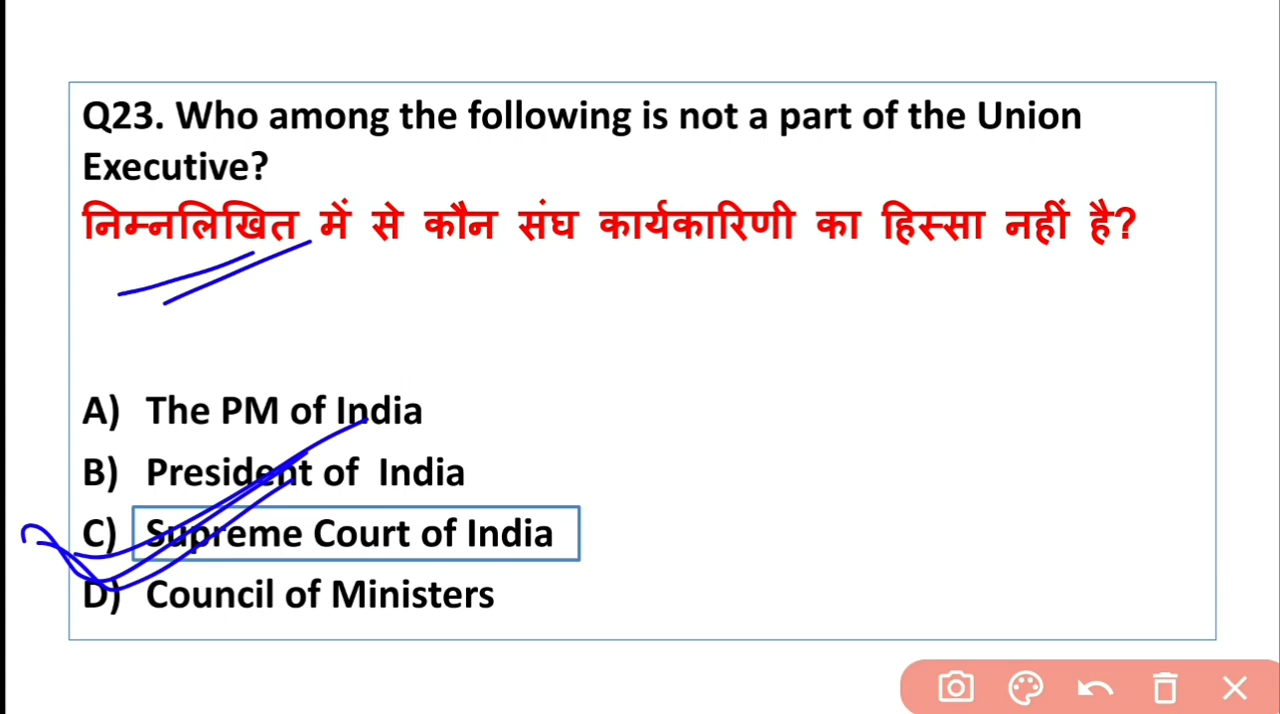 Q23. Who among the following is not a part of the Union
Executive?
निम्नलिखित में से कौन संघ कार्यकारिणी का हिस्सा नहीं है?
A) The PM of India
B) President of India
C) Supreme Court of India
D) Council of Ministers